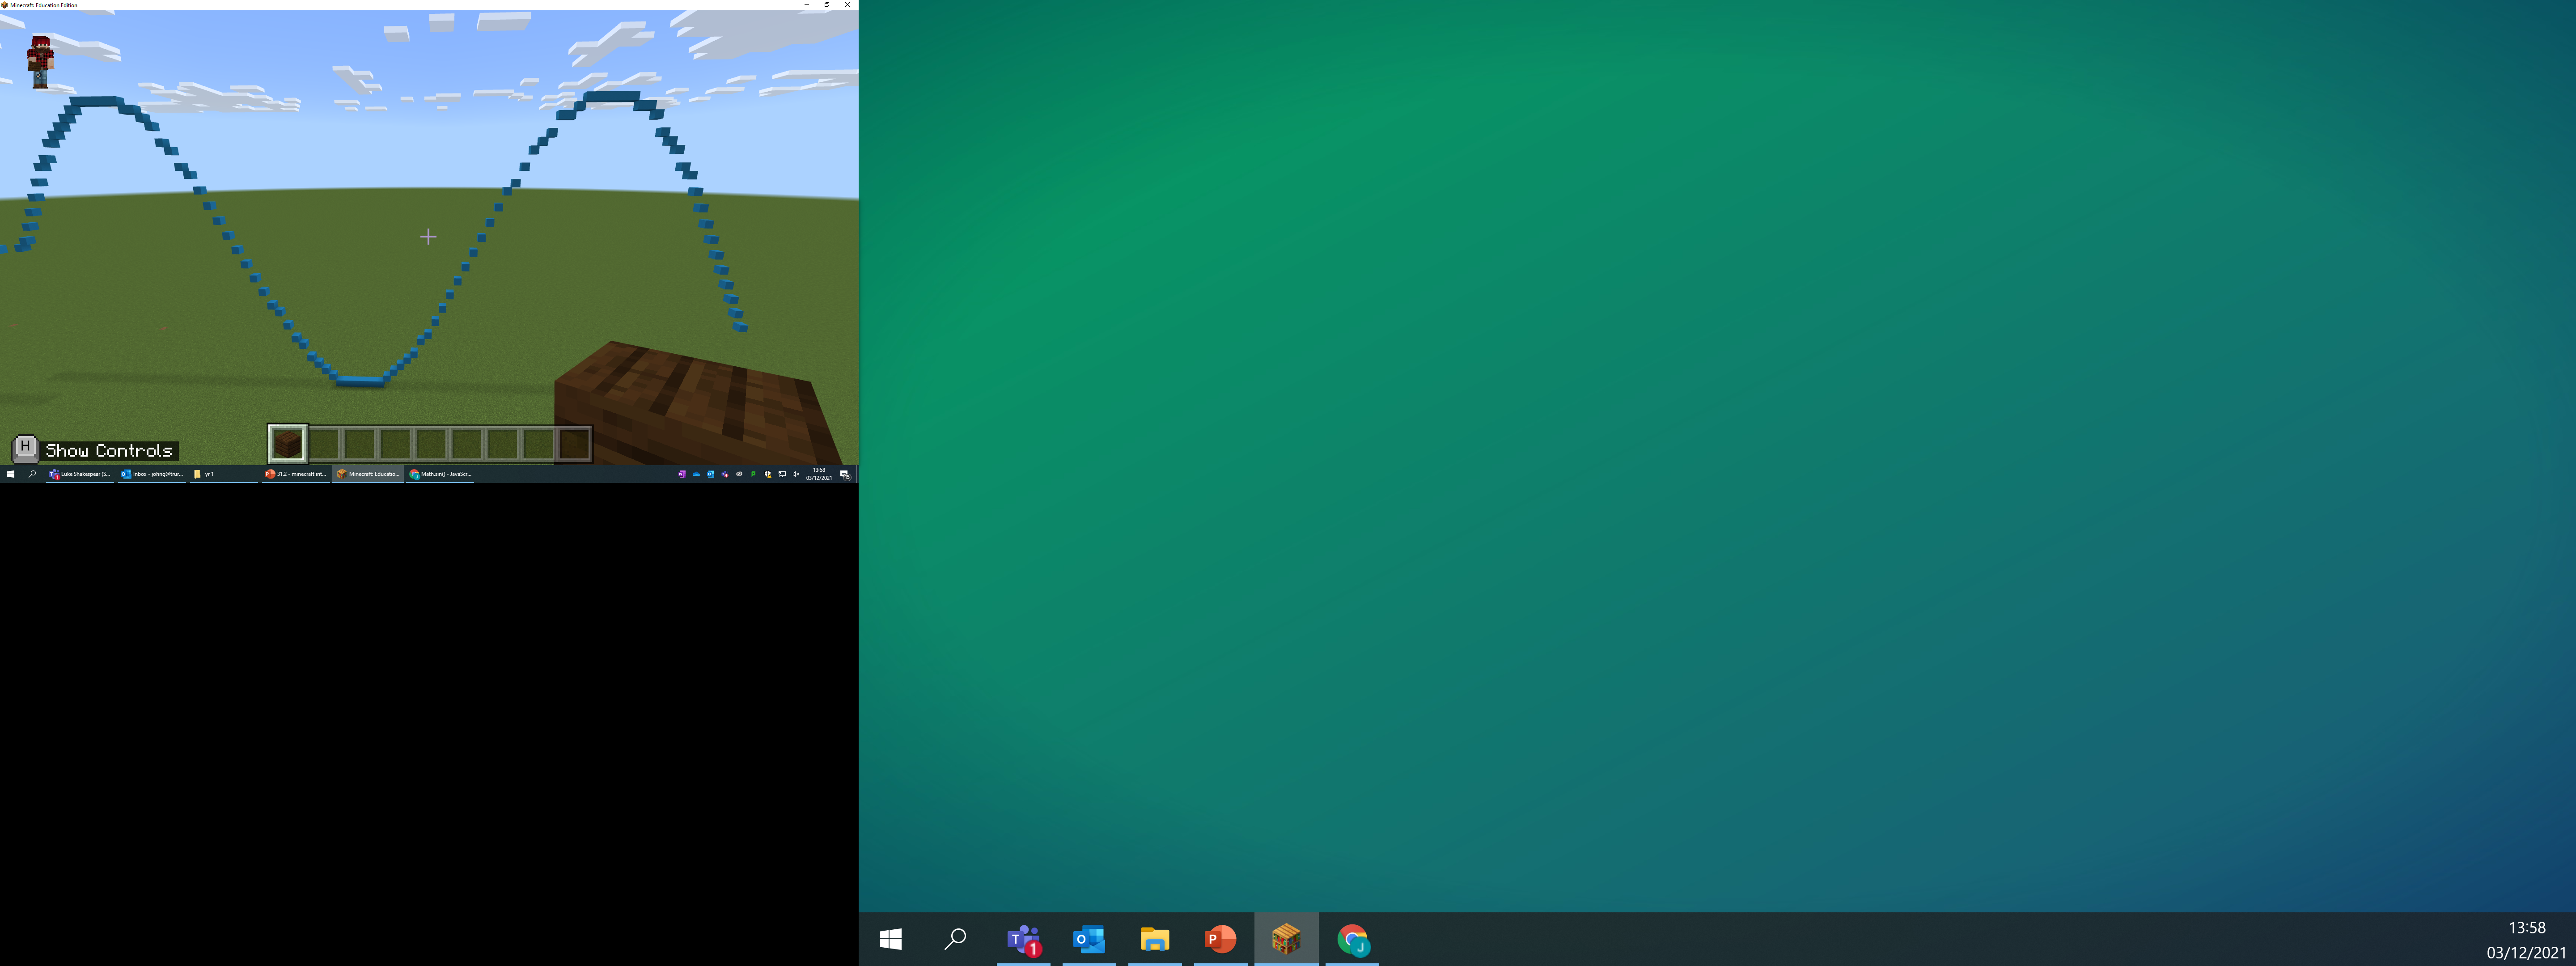 Minecraft: Education Edition
H Show Controls
Luke Shakespear (S...
Inbox - johng@trur...
yr 1
31.2 - minecraft int...
Minecraft: Educatio...
Math.sin() - JavaScr...
13:58
03/12/2021
1
J
13:58
03/12/2021